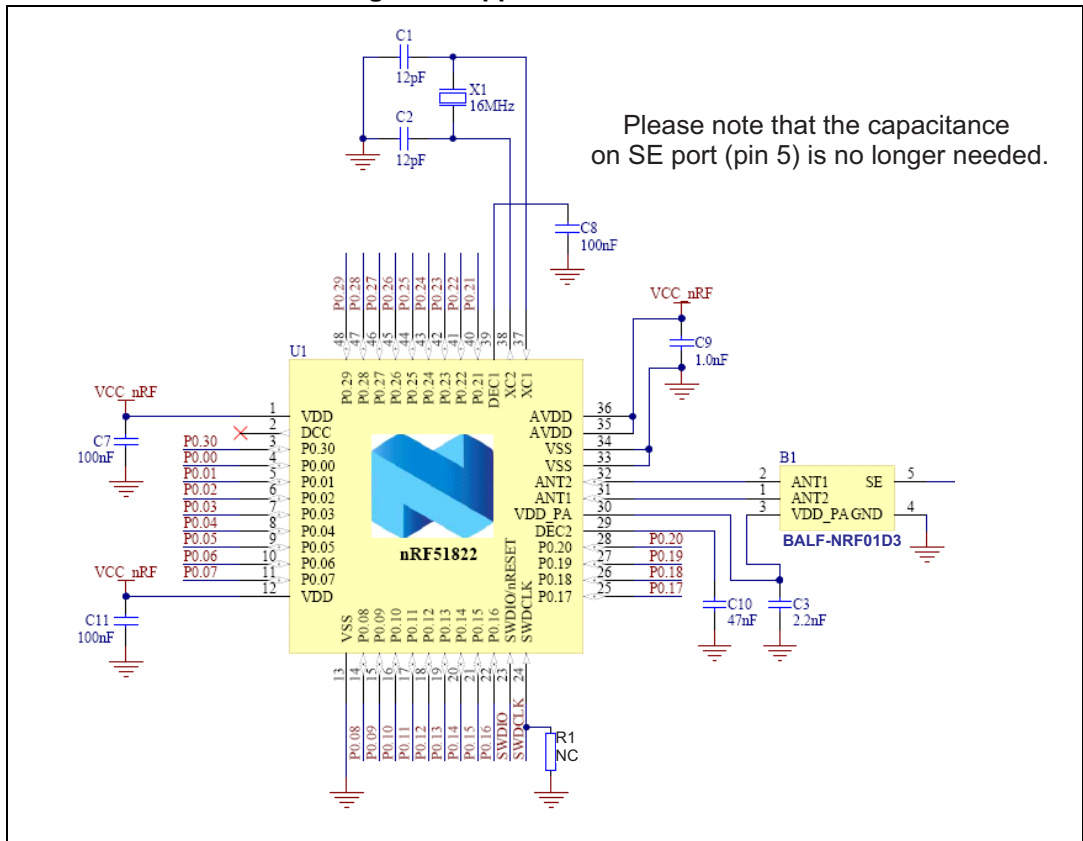 C1
12pF
X1
16MHz
C2
12pF
Please note that the capacitance
on SE port (pin 5) is no longer needed.
C8
100nF
P0.29
P0.28
P0.27
P0.26
P0.25
P0.24
P0.23
P0.22
P0.21
48
47
46
45
44
43
42
41
40
39
38
37
VCC_nRF
C9
1.0nF
U1
P0.29
P0.28
P0.27
P0.26
P0.25
P0.24
P0.23
P0.22
P0.21
DEC1
XC2
XC1
VCC_nRF
C7
100nF
1 VDD
2 DCC
P0.30 3 P0.30
P0.00 4 P0.00
P0.01 5 P0.01
P0.02 6 P0.02
P0.03 7 P0.03
P0.04 8 P0.04
P0.05 9 P0.05
P0.06 10 P0.06
P0.07 11 P0.07
12 VDD
VCC_nRF
C11
100nF
nRF51822
AVDD 36
AVDD 35
VSS 34
VSS 33
ANT2 32
ANT1 31
VDD_PA 30
DEC2 29
P0.20 28 P0.20
P0.19 27 P0.19
P0.18 26 P0.18
P0.17 25 P0.17
B1
2 ANT1 SE 5
1 ANT2
3 VDD_PAGND 4
BALF-NRF01D3
C10
47nF
C3
2.2nF
VSS
P0.08
P0.09
P0.10
P0.11
P0.12
P0.13
P0.14
P0.15
P0.16
SWDIO/nRESET
SWDCLK
13
14
15
16
17
18
19
20
21
22
23
24
P0.08
P0.09
P0.10
P0.11
P0.12
P0.13
P0.14
P0.15
P0.16
SWDIO
SWDCLK
R1
NC